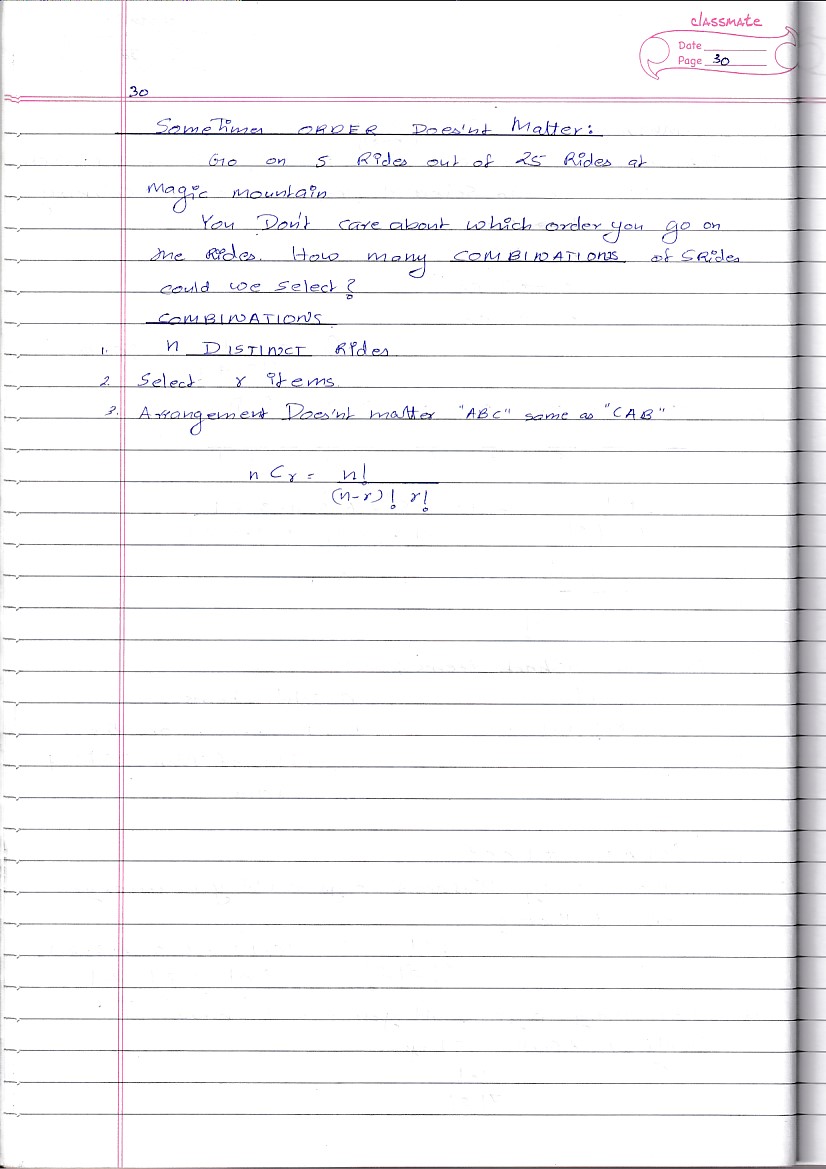 classmate
Date
Page 30
30
SomeTimes ORDER Does'nt Matter:
Go on 5 Rides out of 25 Rides at
Magic mountain
You Don't care about which order you go on
the Rides. How many COMBINATIONS of 5 Rides
could we select?
COMBINATIONS
1. n DISTINCT Rides
2. Select r items.
3. Arrangement Does'nt matter "ABC" same as "CAB"
n Cr = n!
(n-r)! r!